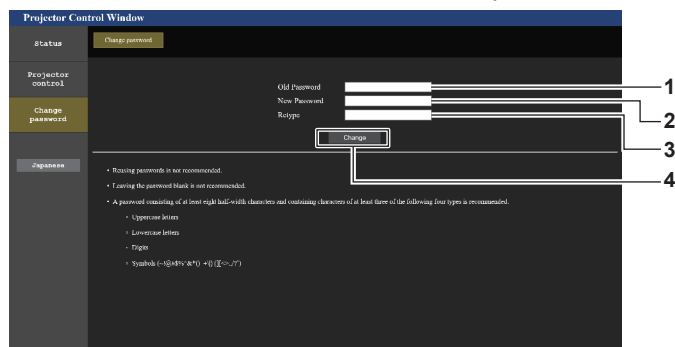 Projector Control Window
Status
Change password
Projector
control
Change
password
Japanese
Old Password
New Password
Retype
Change
1
2
3
4
• Reusing passwords is not recommended.
• Leaving the password blank is not recommended.
• A password consisting of at least eight half-width characters and containing characters of at least three of the following four types is recommended.
◦ Uppercase letters
◦ Lowercase letters
◦ Digits
◦ Symbols